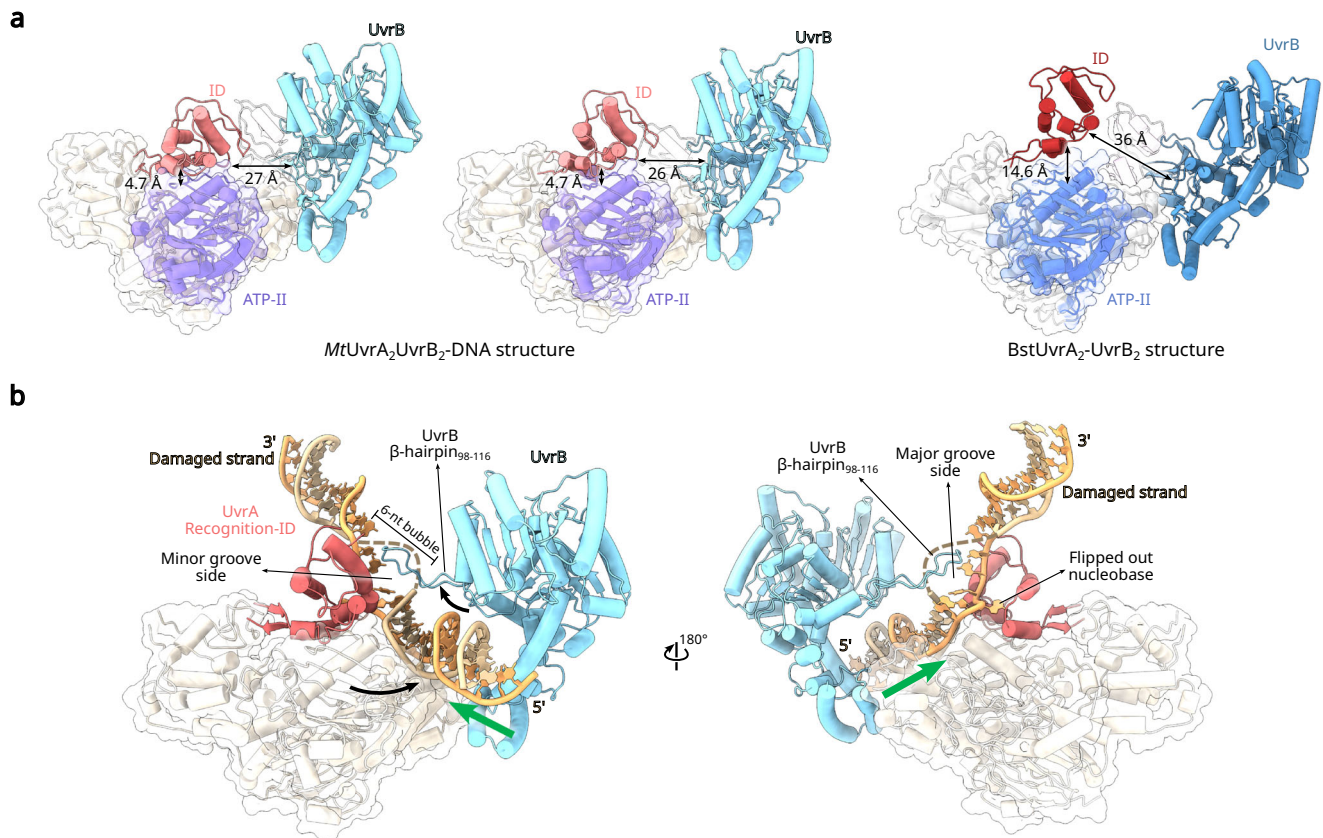 a
UvrB
ID
4.7 Å
27 Å
ATP-II
UvrB
ID
4.7 Å
26 Å
ATP-II
MtUvrA₂UvrB₂-DNA structure
UvrB
ID
36 Å
14.6 Å
ATP-II
BstUvrA₂-UvrB₂ structure
b
3'
Damaged strand
UvrB
β-hairpin₉₈₋₁₁₆
UvrB
UvrA
Recognition-ID
6-nt bubble
Minor groove
side
5'
180°
UvrB
β-hairpin₉₈₋₁₁₆
Major groove
side
3'
Damaged strand
Flipped out
nucleobase
5'